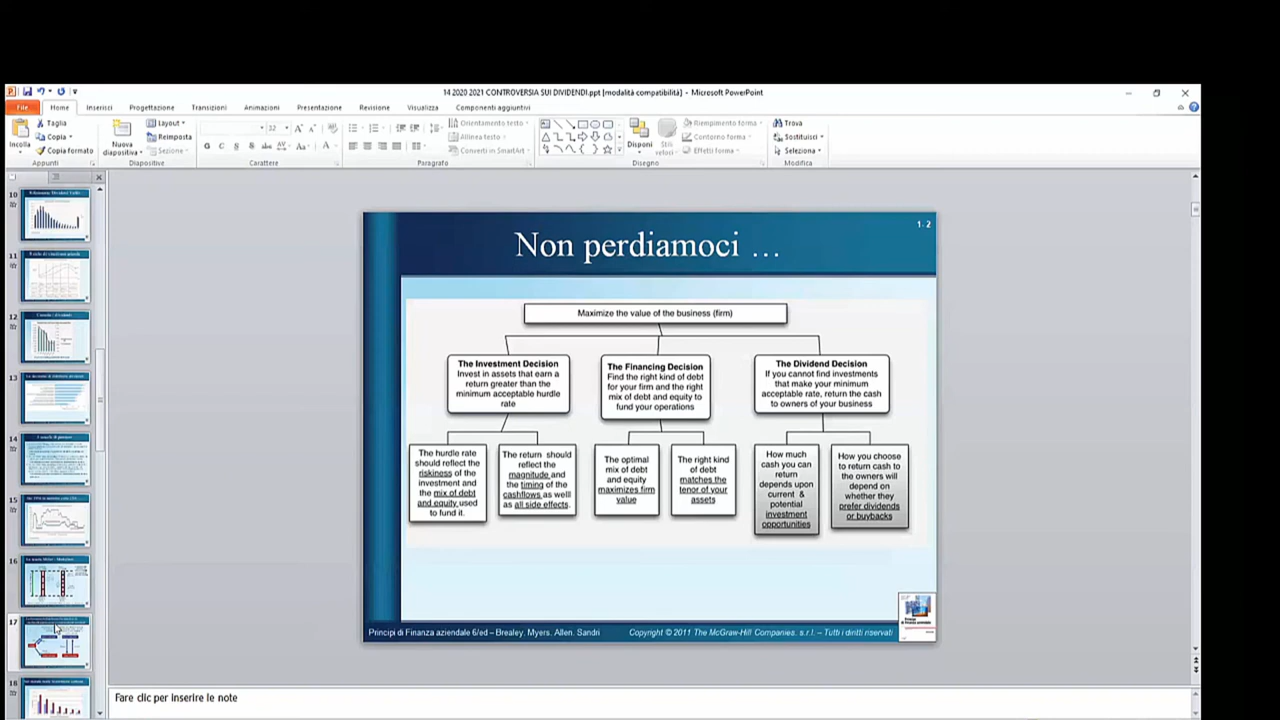 14 2020 2021 CONTROVERSIA SUI DIVIDENDI.ppt [modalità compatibilità] - Microsoft PowerPoint
File Home Inserisci Progettazione Transizioni Animazioni Presentazione Revisione Visualizza Componenti aggiuntivi
Incolla
Taglia
Copia
Copia formato
Appunti
Nuova
diapositiva
Layout
Reimposta
Sezione
Diapositive
32
Carattere
Orientamento testo
Allinea testo
Converti in SmartArt
Paragrafo
Disponi
Stili
veloci
Riempimento forma
Contorno forma
Effetti forma
Disegno
Trova
Sostituisci
Seleziona
Modifica
10
11
12
13
14
15
16
17
18
1- 2
Non perdiamoci ...
Maximize the value of the business (firm)
The Investment Decision
Invest in assets that earn a
return greater than the
minimum acceptable hurdle
rate
The Financing Decision
Find the right kind of debt
for your firm and the right
mix of debt and equity to
fund your operations
The Dividend Decision
If you cannot find investments
that make your minimum
acceptable rate, return the cash
to owners of your business
The hurdle rate
should reflect the
riskiness of the
investment and
the mix of debt
and equity used
to fund it.
The return should
reflect the
magnitude and
the timing of the
cashflows as well
as all side effects.
The optimal
mix of debt
and equity
maximizes firm
value
The right kind
of debt
matches the
tenor of your
assets
How much
cash you can
return
depends upon
current &
potential
investment
opportunities
How you choose
to return cash to
the owners will
depend on
whether they
prefer dividends
or buybacks
Principi di Finanza aziendale 6/ed – Brealey, Myers, Allen, Sandri
Copyright © 2011 The McGraw-Hill Companies, s.r.l. – Tutti i diritti riservati
Fare clic per inserire le note